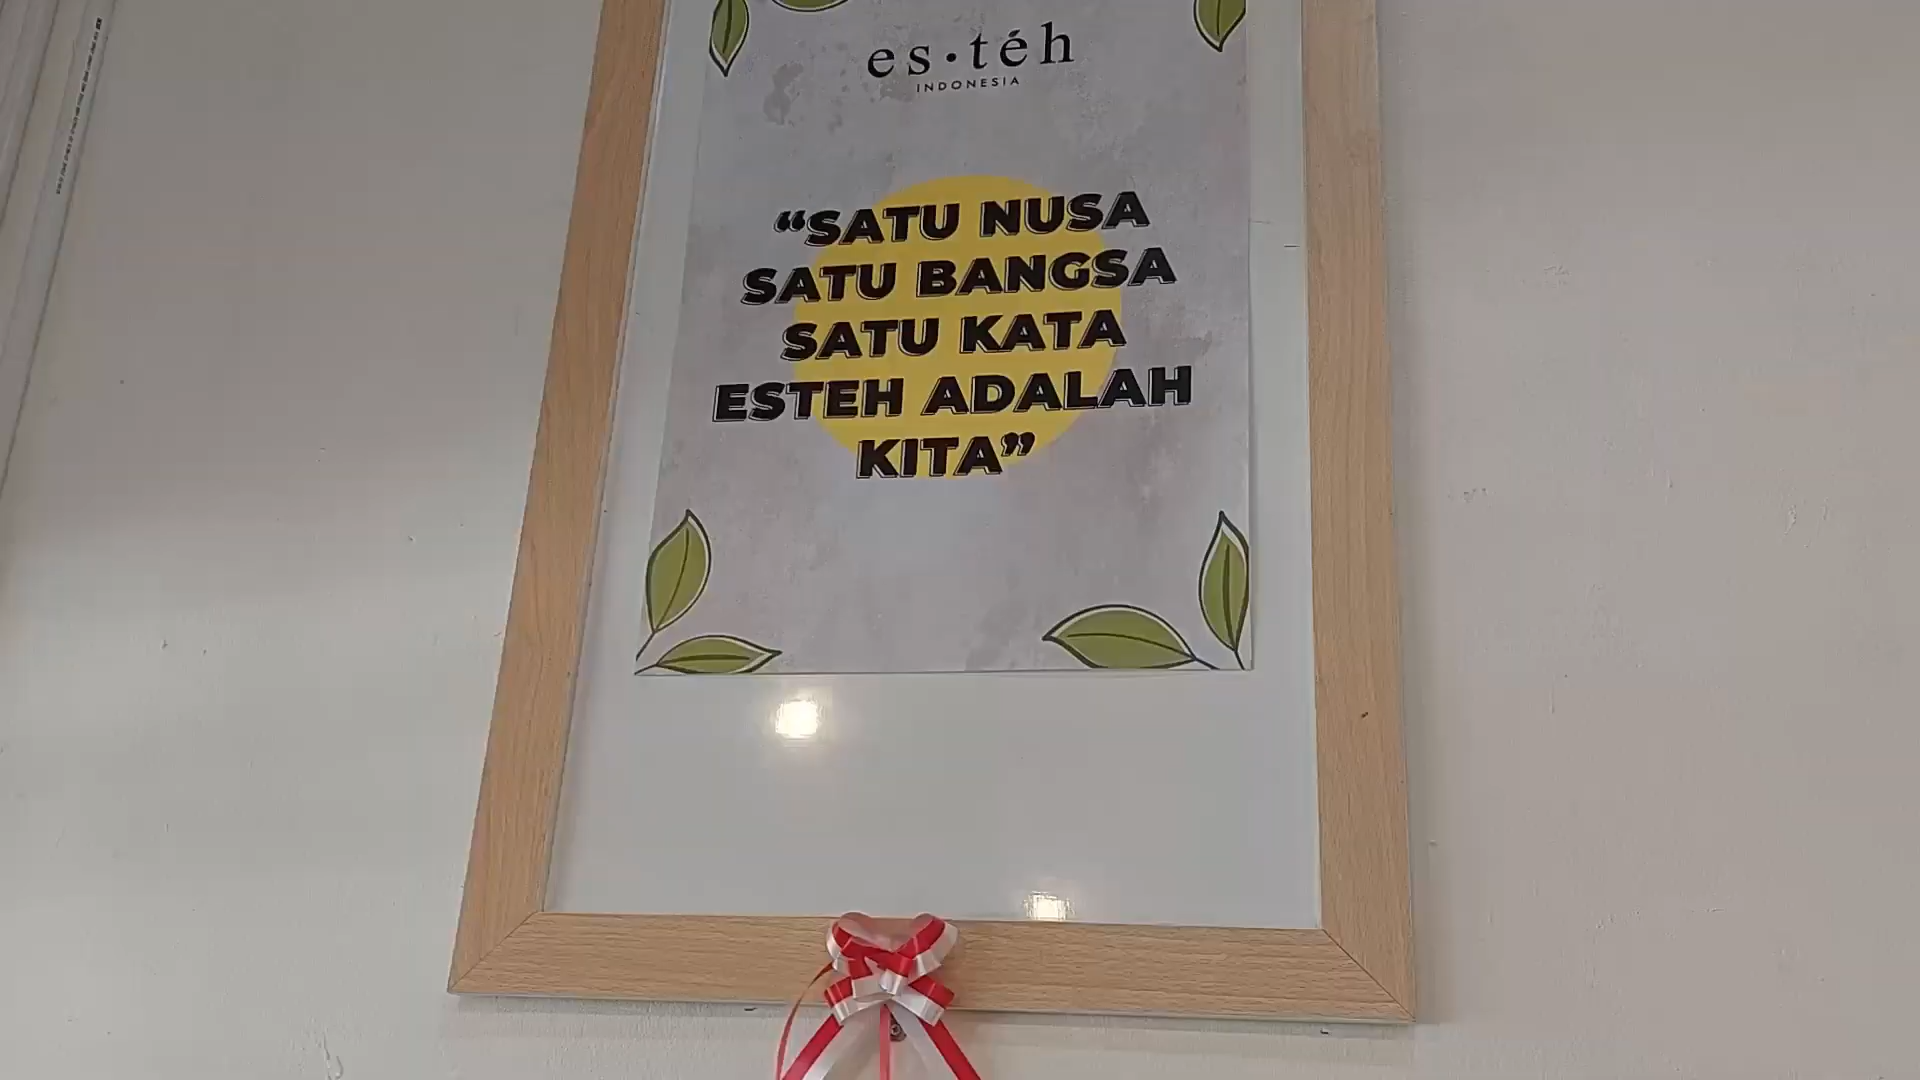 es·téh
INDONESIA
“SATU NUSA
SATU BANGSA
SATU KATA
ESTEH ADALAH
KITA”